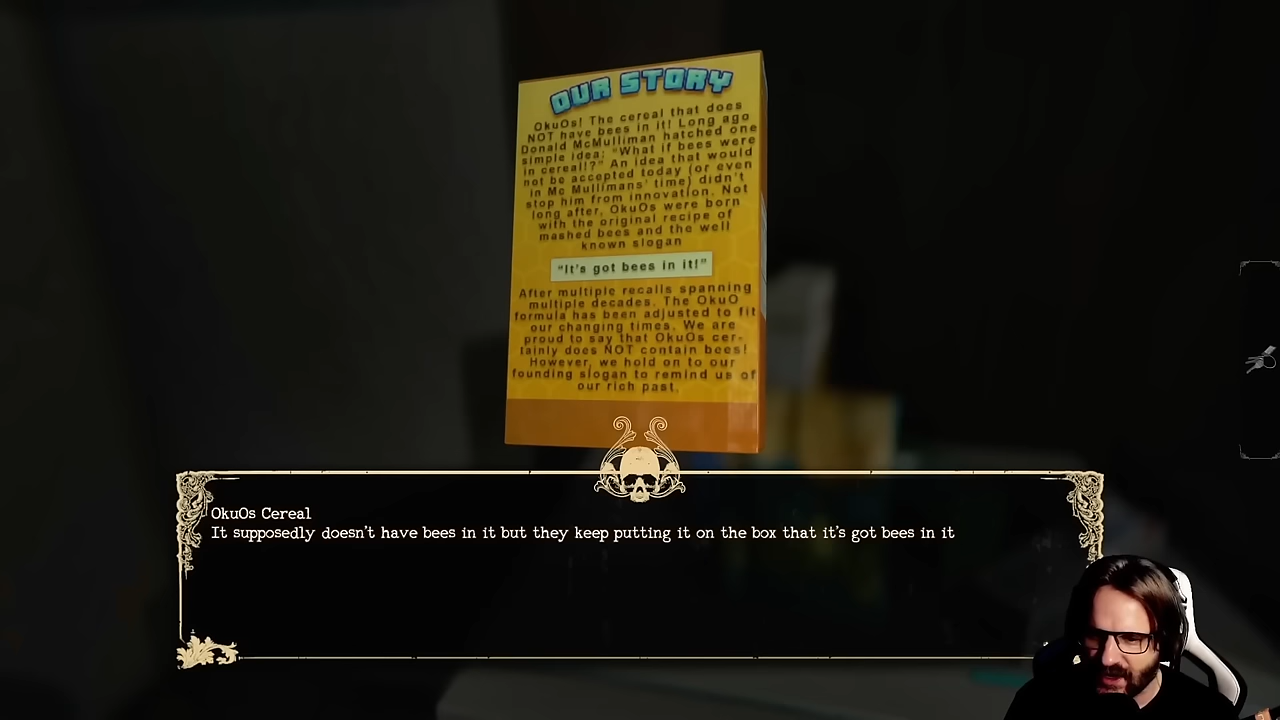 OUR STORY
OkuOs! The cereal that does
NOT have bees in it! Long ago
Donald McMulliman hatched one
simple idea: "What if bees were
in cereal!?" An idea that would
not be accepted today (or even
in Mc Mullimans' time) didn't
stop him from innovation. Not
long after, OkuOs were born
with the original recipe of
mashed bees and the well
known slogan
"It's got bees in it!"
After multiple recalls spanning
multiple decades. The OkuO
formula has been adjusted to fit
our changing times. We are
proud to say that OkuOs cer-
tainly does NOT contain bees!
However, we hold on to our
founding slogan to remind us of
our rich past.
OkuOs Cereal
It supposedly doesn't have bees in it but they keep putting it on the box that it's got bees in it